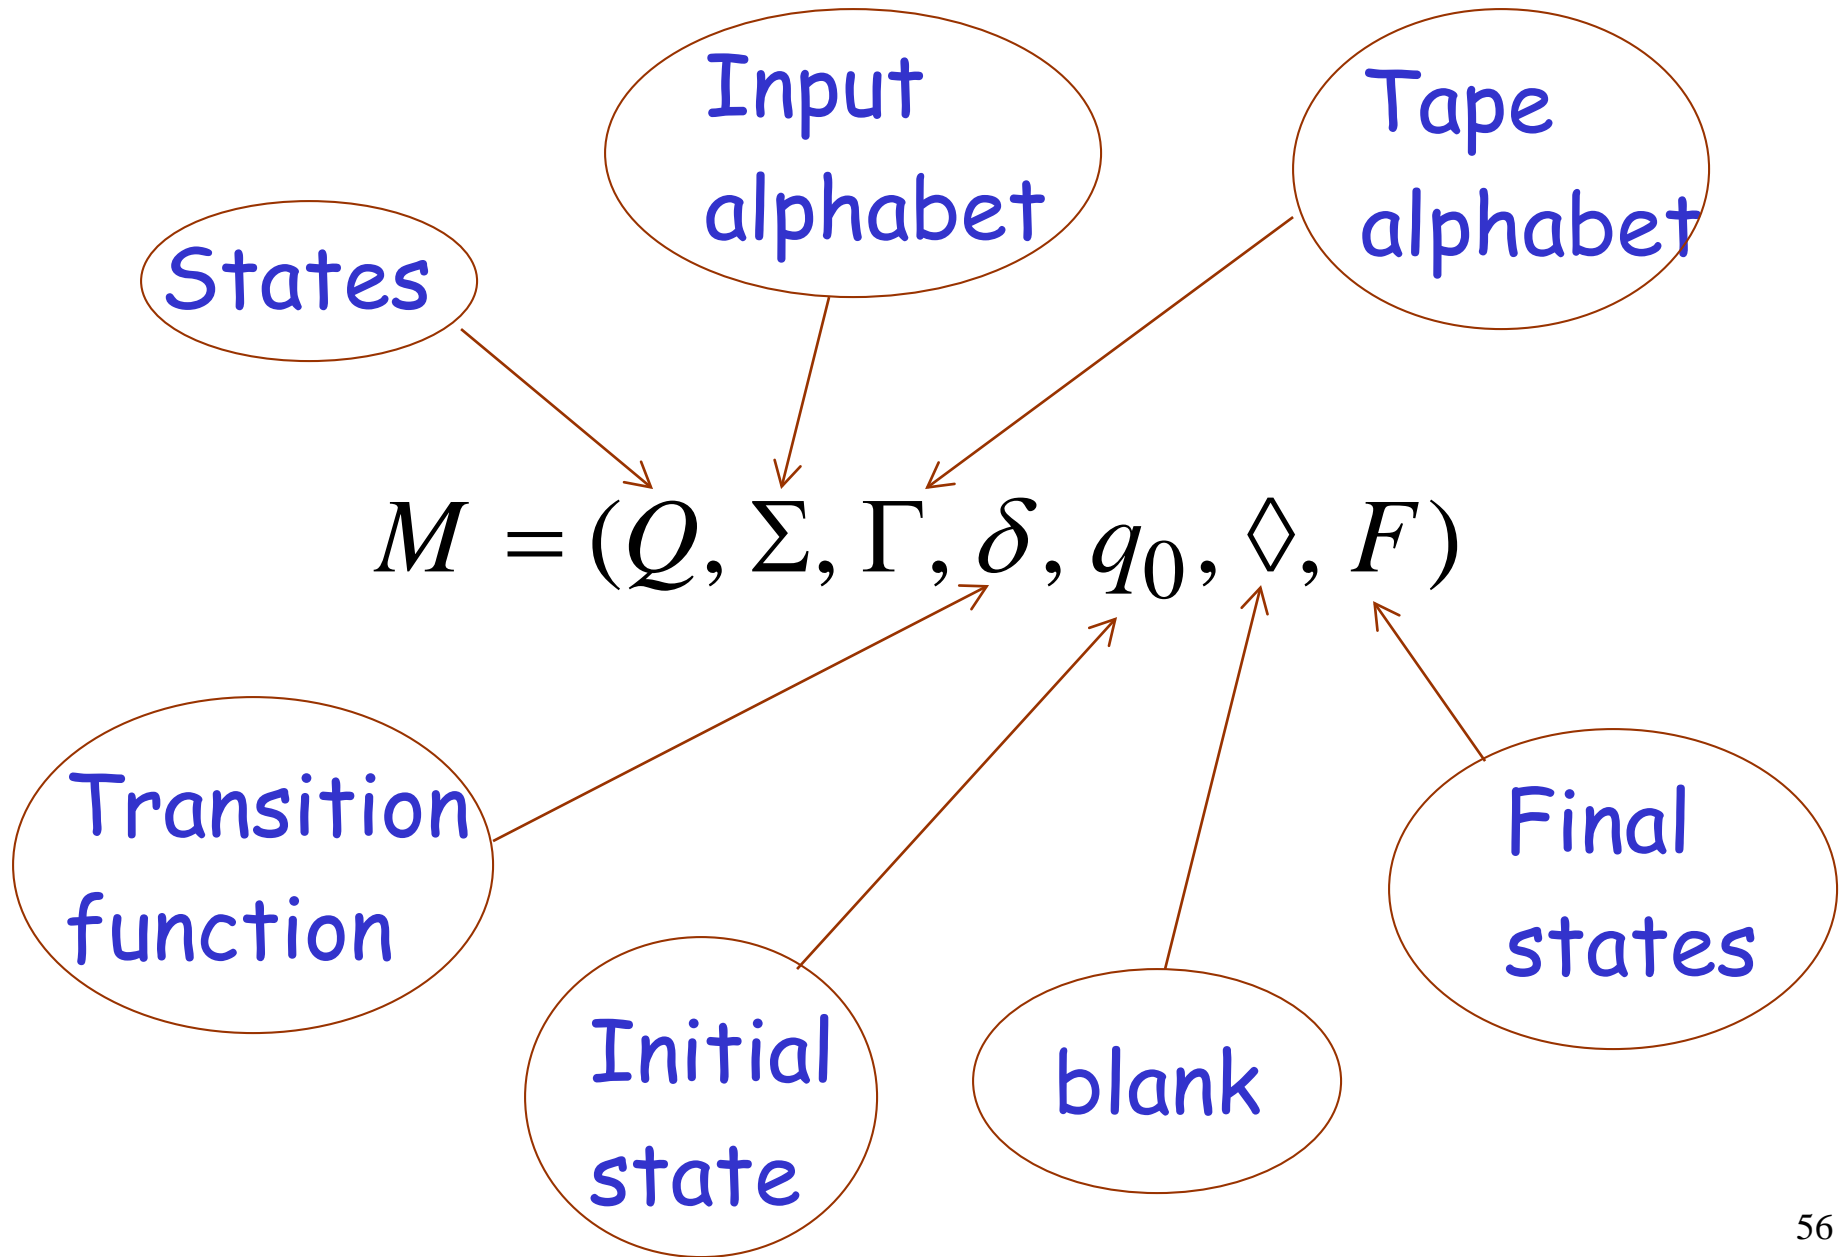 Input
alphabet
Tape
alphabet
States
M = (Q, Σ, Γ, δ, q₀, ◊, F)
Transition
function
Initial
state
blank
Final
states
56